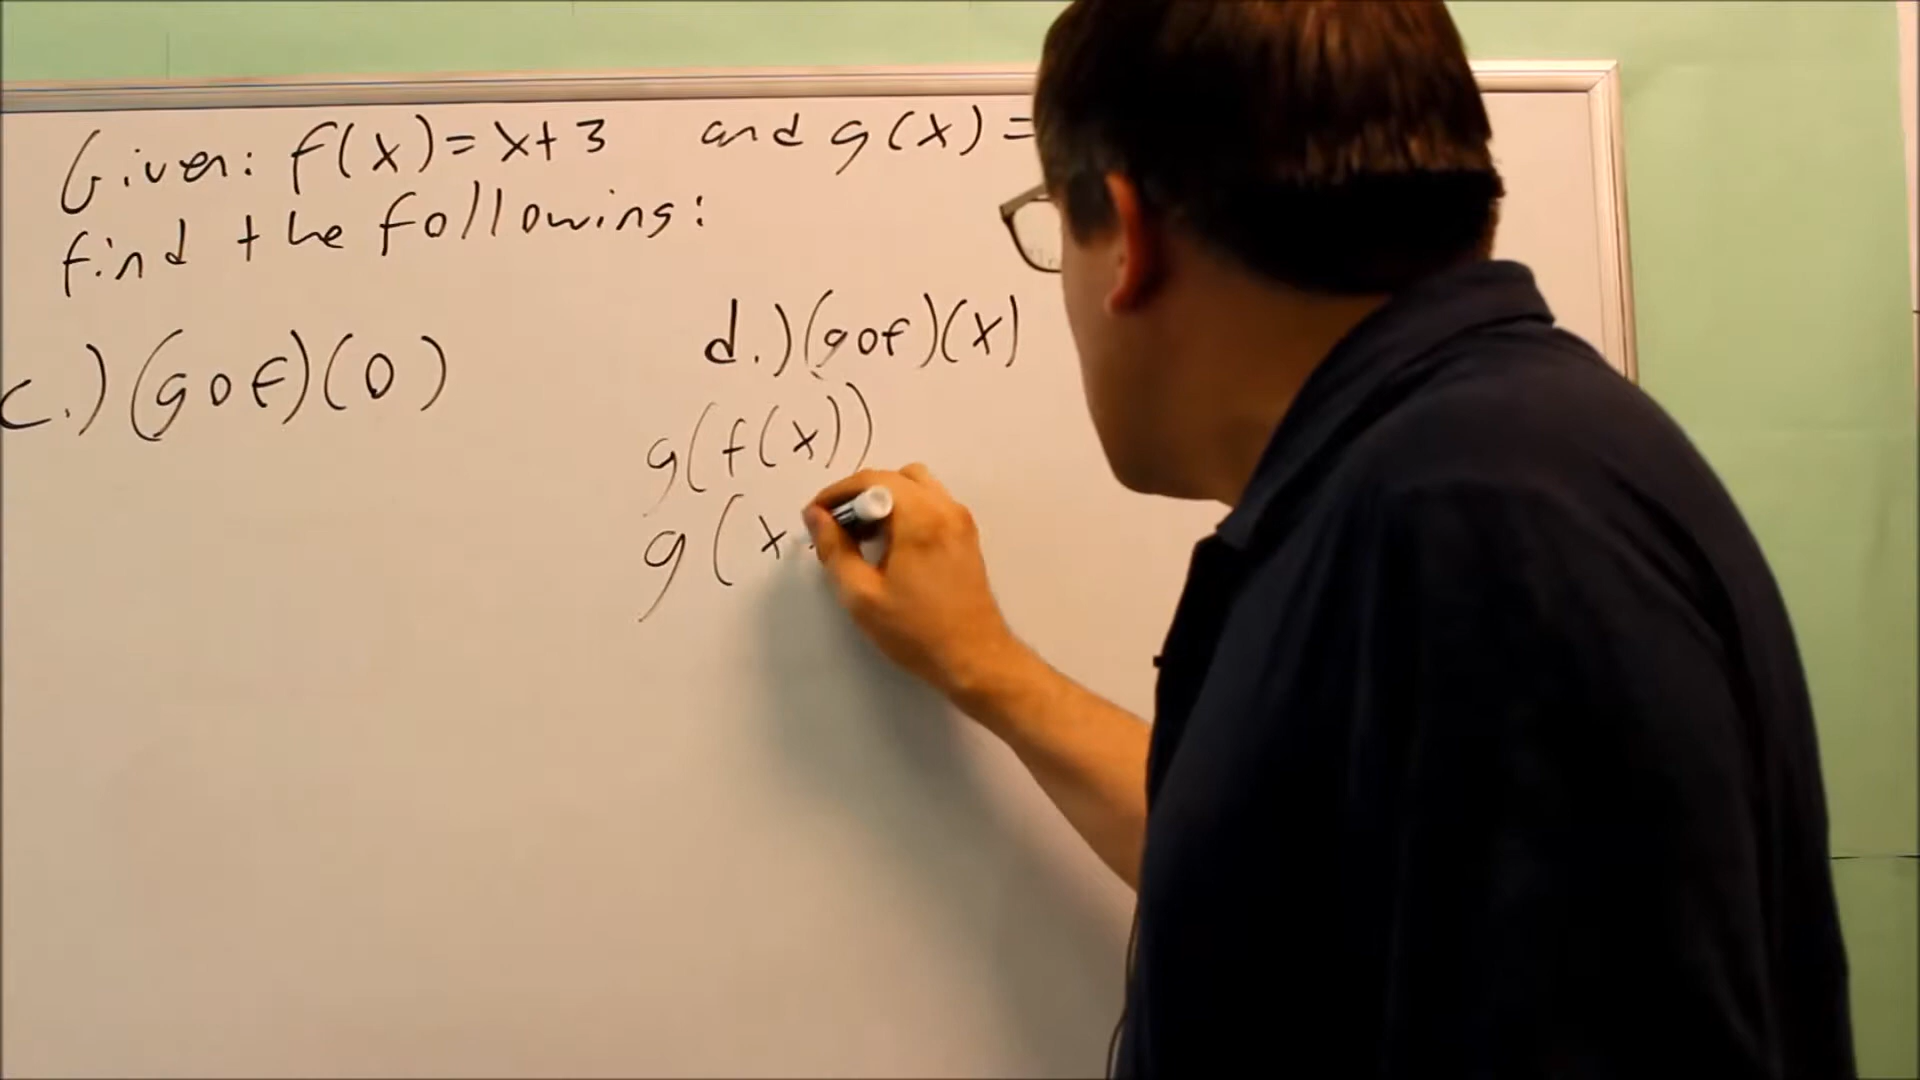 Given: f(x)=x+3 and g(x)=
find the following:
c.) (gof)(0)
d.) (gof)(x)
g(f(x))
g(x